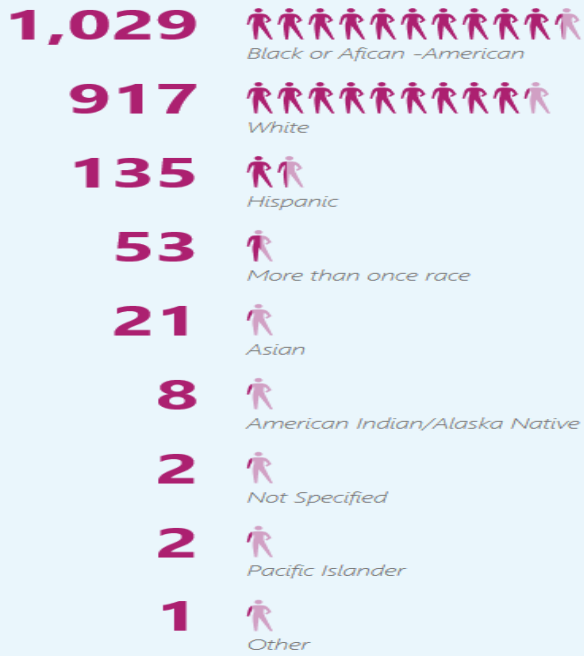 1,029
Black or Afican -American
917
White
135
Hispanic
53
More than once race
21
Asian
8
American Indian/Alaska Native
2
Not Specified
2
Pacific Islander
1
Other